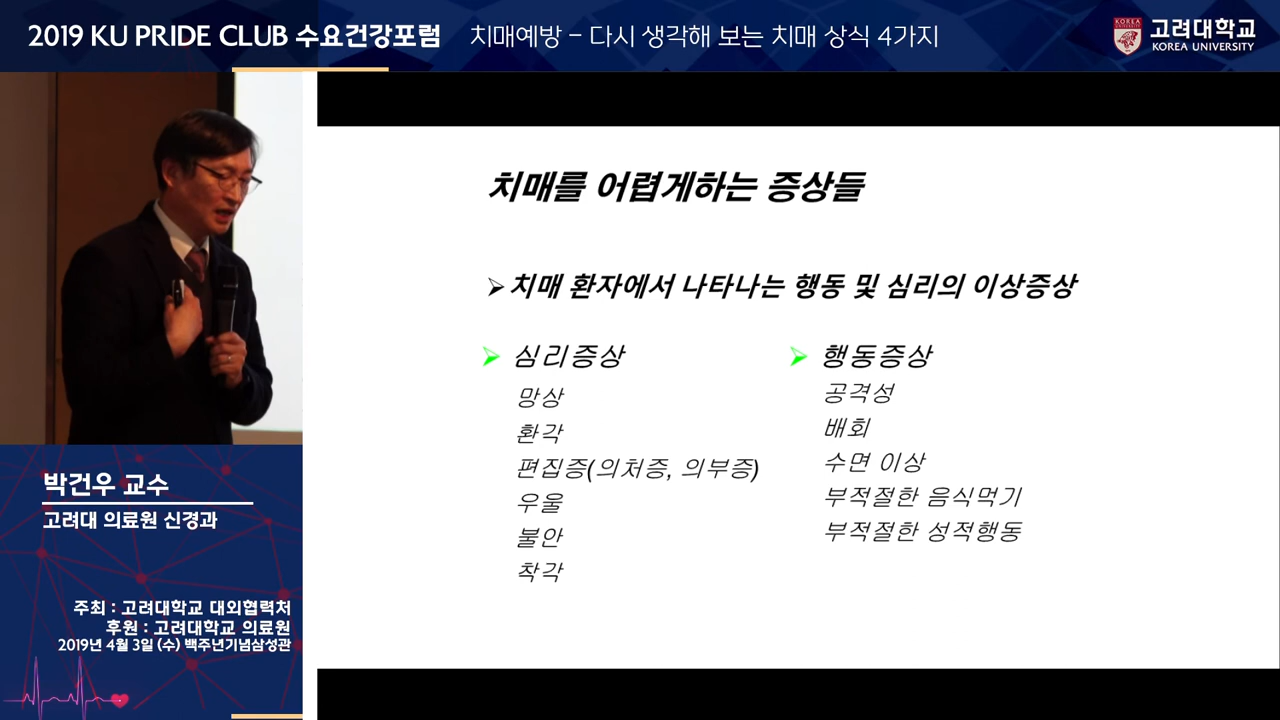 2019 KU PRIDE CLUB 수요건강포럼 치매예방 – 다시 생각해 보는 치매 상식 4가지
KOREA
UNIVERSITY
고려대학교
KOREA UNIVERSITY
치매를 어렵게하는 증상들
치매 환자에서 나타나는 행동 및 심리의 이상증상
심리증상
망상
환각
편집증(의처증, 의부증)
우울
불안
착각
행동증상
공격성
배회
수면 이상
부적절한 음식먹기
부적절한 성적행동
박건우 교수
고려대 의료원 신경과
주최 : 고려대학교 대외협력처
후원 : 고려대학교 의료원
2019년 4월 3일 (수) 백주년기념삼성관